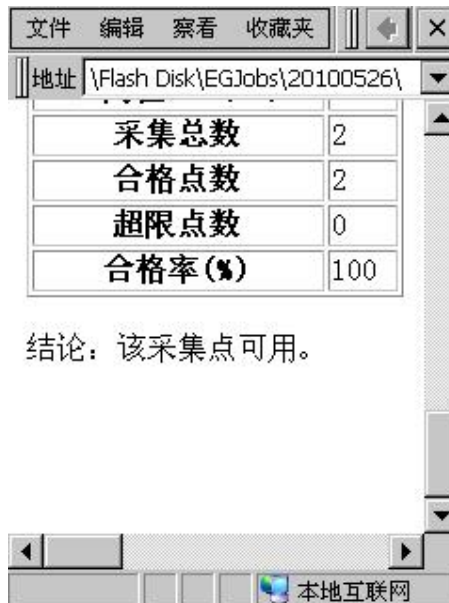 文件 编辑 察看 收藏夹
地址 \Flash Disk\EGJobs\20100526\
采集总数 2
合格点数 2
超限点数 0
合格率(%) 100
结论：该采集点可用。
本地互联网